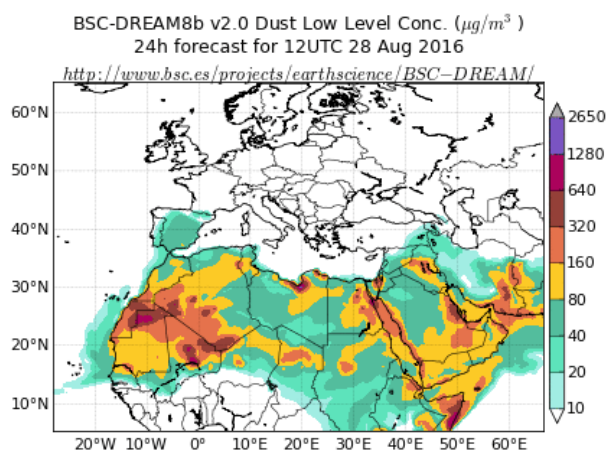 BSC-DREAM8b v2.0 Dust Low Level Conc. (μg/m³ )
24h forecast for 12UTC 28 Aug 2016
http://www.bsc.es/projects/earthscience/BSC−DREAM/
60°N
50°N
40°N
30°N
20°N
10°N
20°W 10°W 0° 10°E 20°E 30°E 40°E 50°E 60°E
2650
1280
640
320
160
80
40
20
10